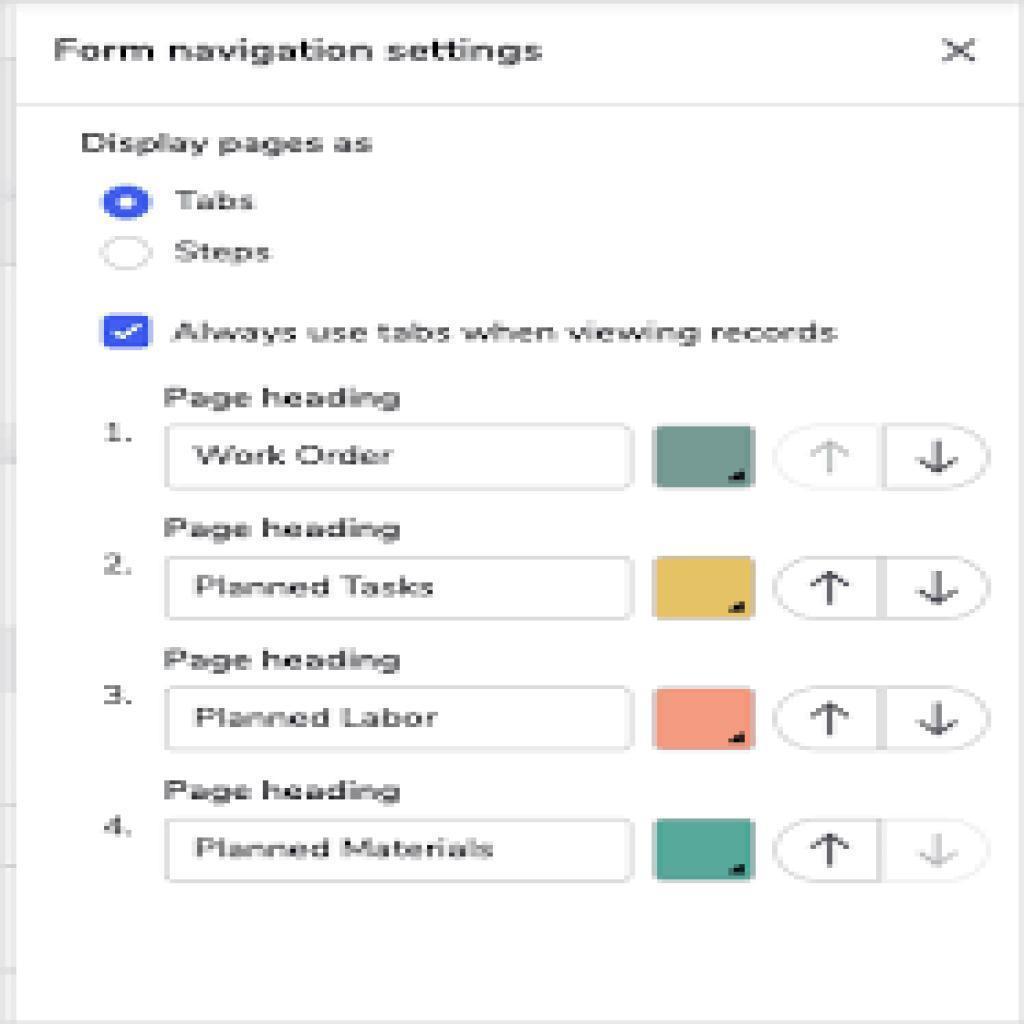 Form navigation settings
Display pages as
Tabs
Steps
Always use tabs when viewing records
Page heading
1.
Work Order
Page heading
2.
Planned Tasks
Page heading
3.
Planned Labor
Page heading
4.
Planned Materials